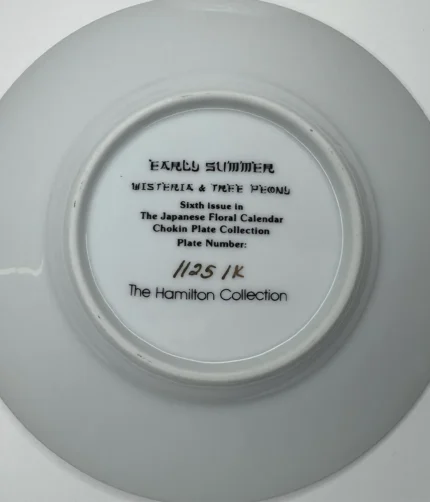 EARLY SUMMER
WISTERIA & TREE PEONY
Sixth issue in
The Japanese Floral Calendar
Chokin Plate Collection
Plate Number:
1125 1K
The Hamilton Collection